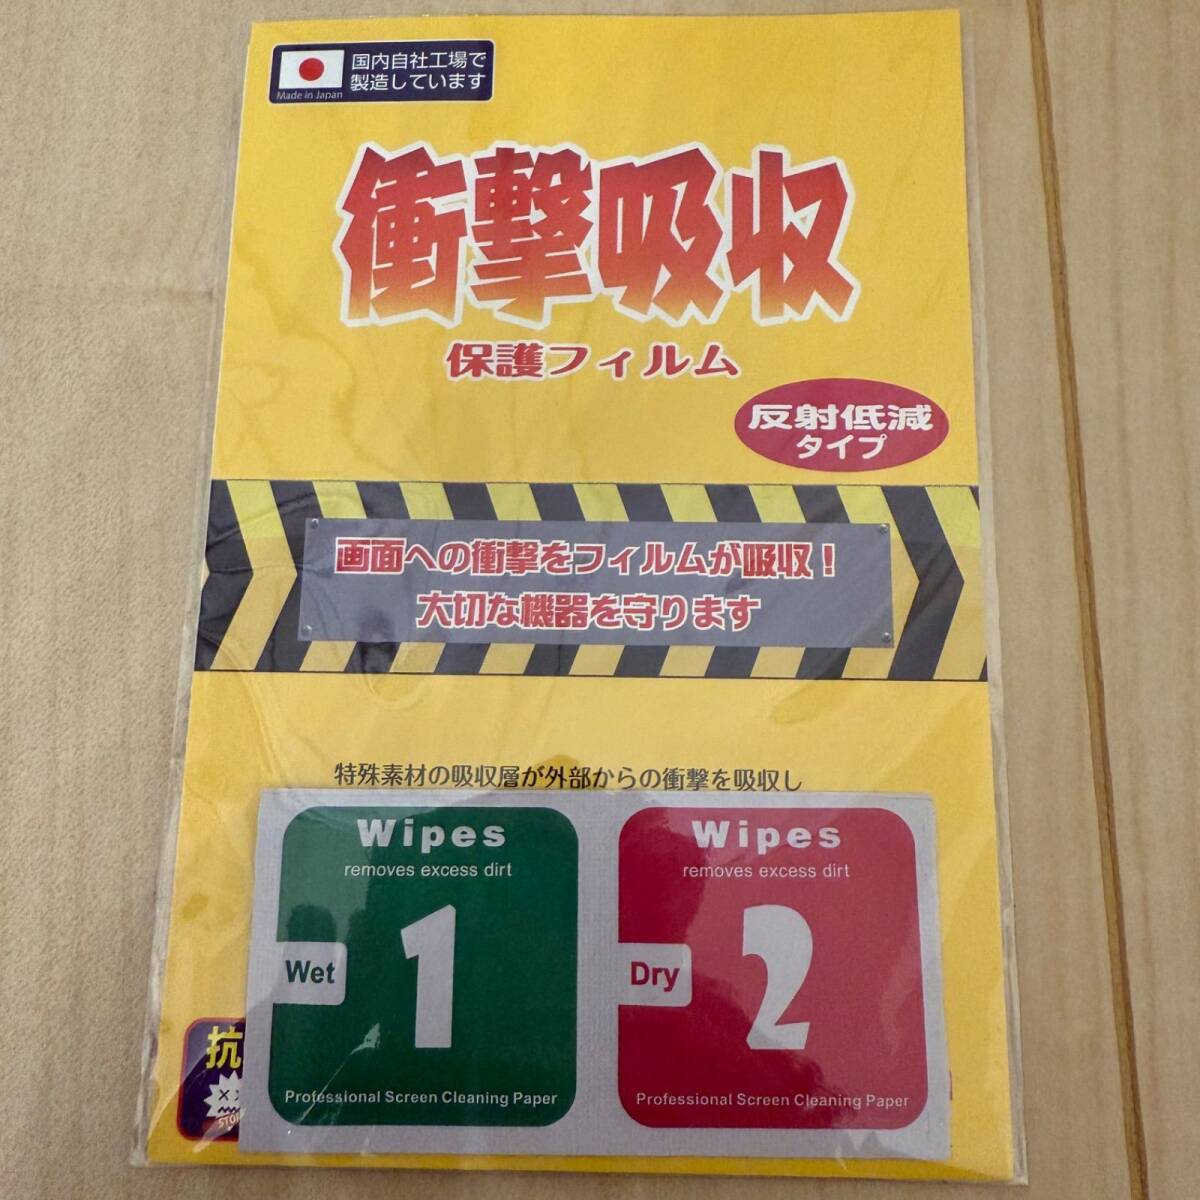 国内自社工場で
製造しています
Made in Japan
衝撃吸収
保護フィルム
反射低減
タイプ
画面への衝撃をフィルムが吸収！
大切な機器を守ります
特殊素材の吸収層が外部からの衝撃を吸収し
Wipes
removes excess dirt
1
Wet
Professional Screen Cleaning Paper
Wipes
removes excess dirt
2
Dry
Professional Screen Cleaning Paper
抗